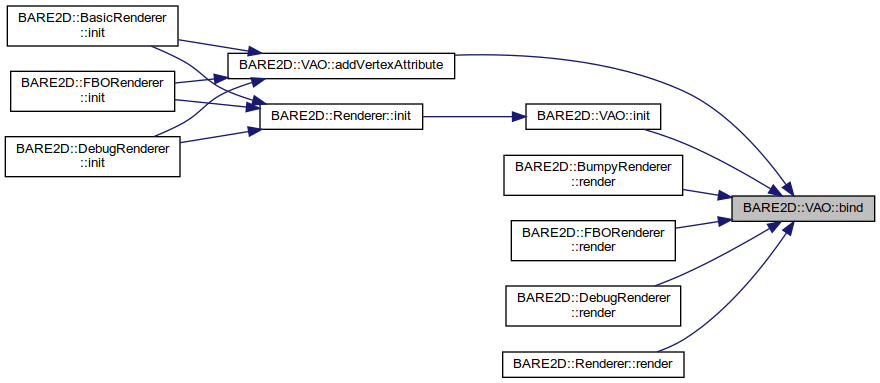 BARE2D::BasicRenderer
::init
BARE2D::FBORenderer
::init
BARE2D::DebugRenderer
::init
BARE2D::VAO::addVertexAttribute
BARE2D::Renderer::init
BARE2D::VAO::init
BARE2D::BumpyRenderer
::render
BARE2D::FBORenderer
::render
BARE2D::DebugRenderer
::render
BARE2D::Renderer::render
BARE2D::VAO::bind